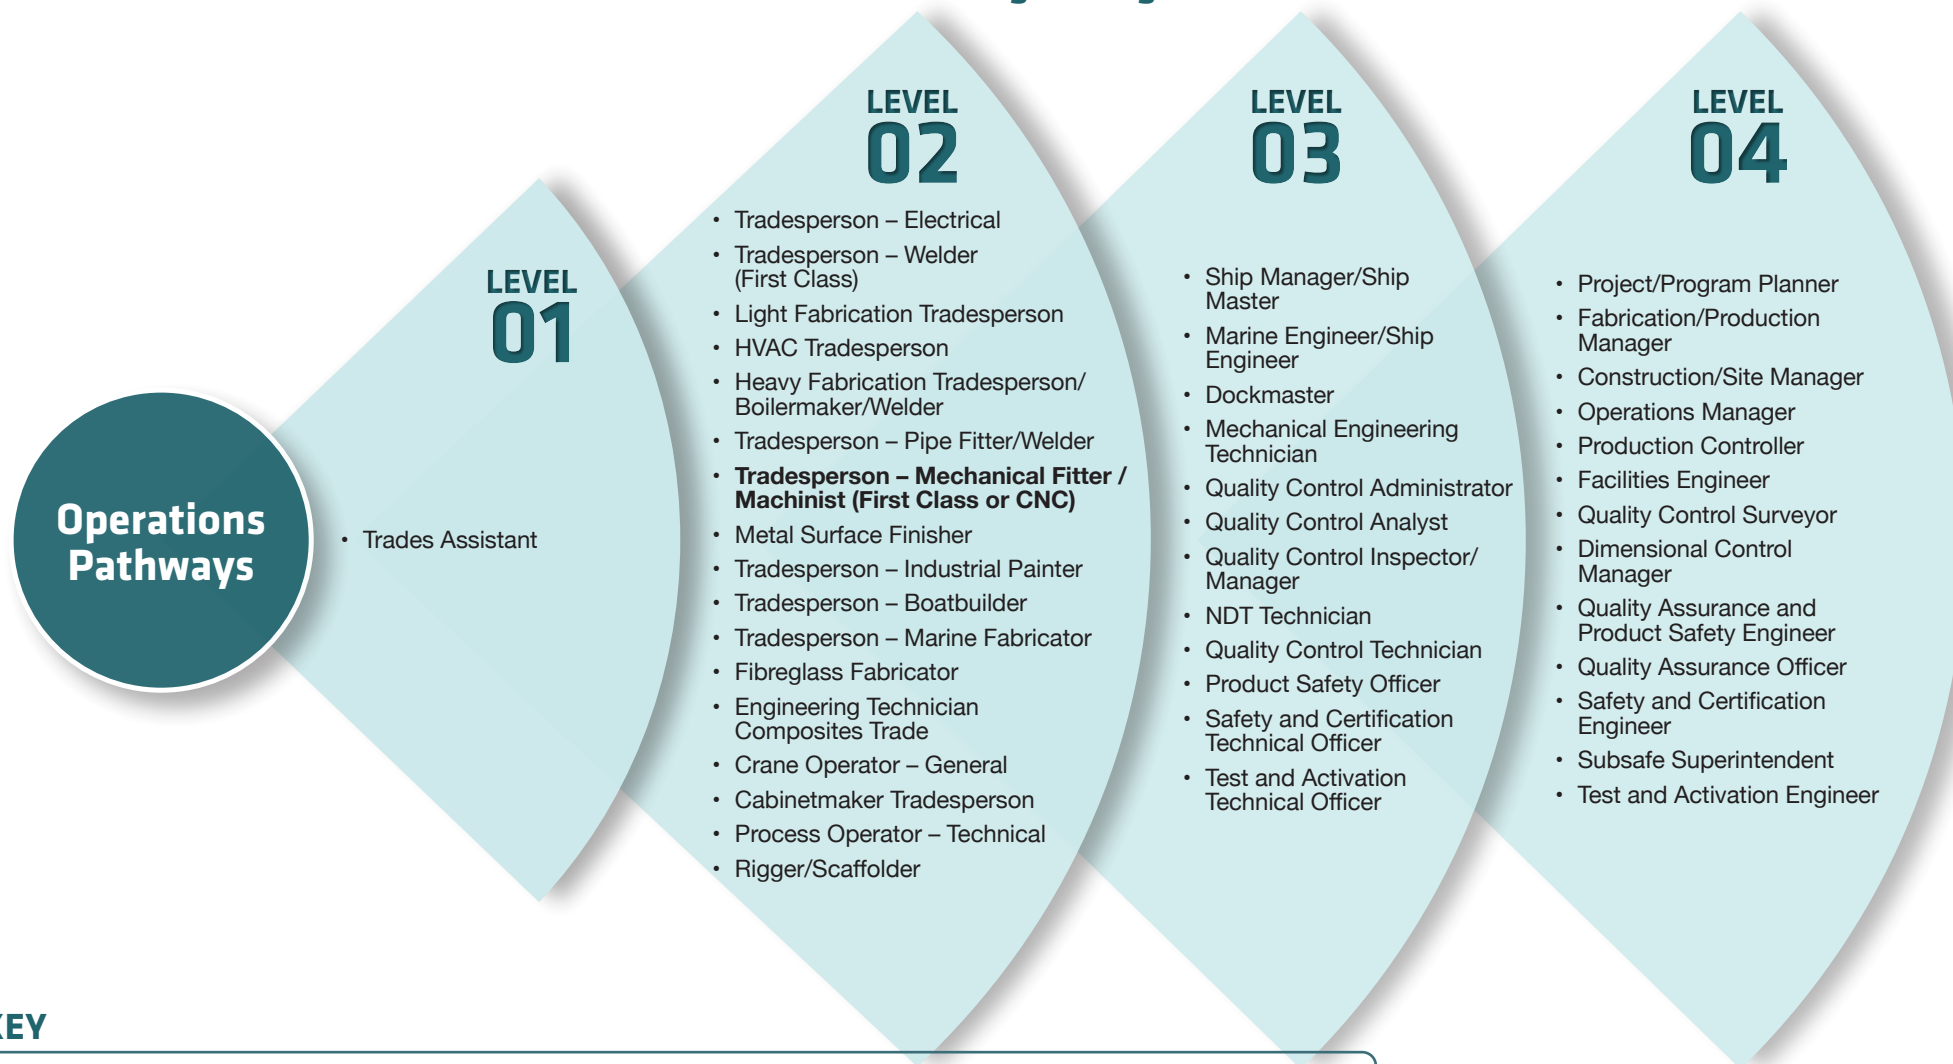 Operations
Pathways
LEVEL
01
• Trades Assistant
LEVEL
02
• Tradesperson – Electrical
• Tradesperson – Welder
(First Class)
• Light Fabrication Tradesperson
• HVAC Tradesperson
• Heavy Fabrication Tradesperson/
Boilermaker/Welder
• Tradesperson – Pipe Fitter/Welder
• Tradesperson – Mechanical Fitter /
Machinist (First Class or CNC)
• Metal Surface Finisher
• Tradesperson – Industrial Painter
• Tradesperson – Boatbuilder
• Tradesperson – Marine Fabricator
• Fibreglass Fabricator
• Engineering Technician
Composites Trade
• Crane Operator – General
• Cabinetmaker Tradesperson
• Process Operator – Technical
• Rigger/Scaffolder
LEVEL
03
• Ship Manager/Ship
Master
• Marine Engineer/Ship
Engineer
• Dockmaster
• Mechanical Engineering
Technician
• Quality Control Administrator
• Quality Control Analyst
• Quality Control Inspector/
Manager
• NDT Technician
• Quality Control Technician
• Product Safety Officer
• Safety and Certification
Technical Officer
• Test and Activation
Technical Officer
LEVEL
04
• Project/Program Planner
• Fabrication/Production
Manager
• Construction/Site Manager
• Operations Manager
• Production Controller
• Facilities Engineer
• Quality Control Surveyor
• Dimensional Control
Manager
• Quality Assurance and
Product Safety Engineer
• Quality Assurance Officer
• Safety and Certification
Engineer
• Subsafe Superintendent
• Test and Activation Engineer
KEY